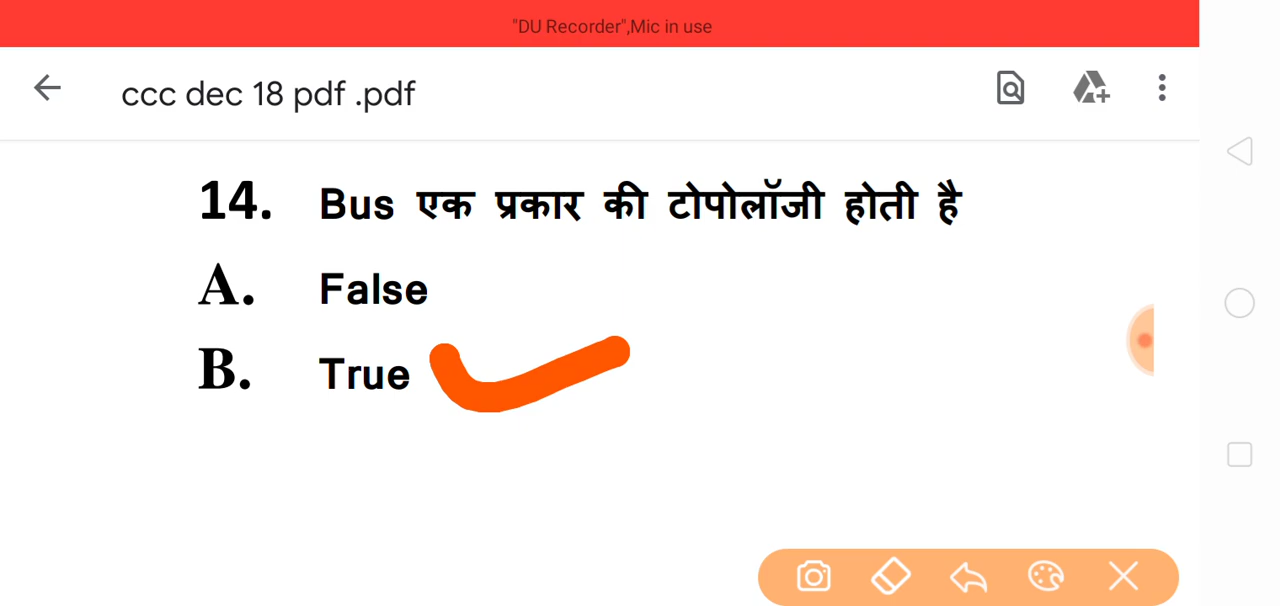 "DU Recorder",Mic in use
ccc dec 18 pdf .pdf
14. Bus एक प्रकार की टोपोलॉजी होती है
A. False
B. True